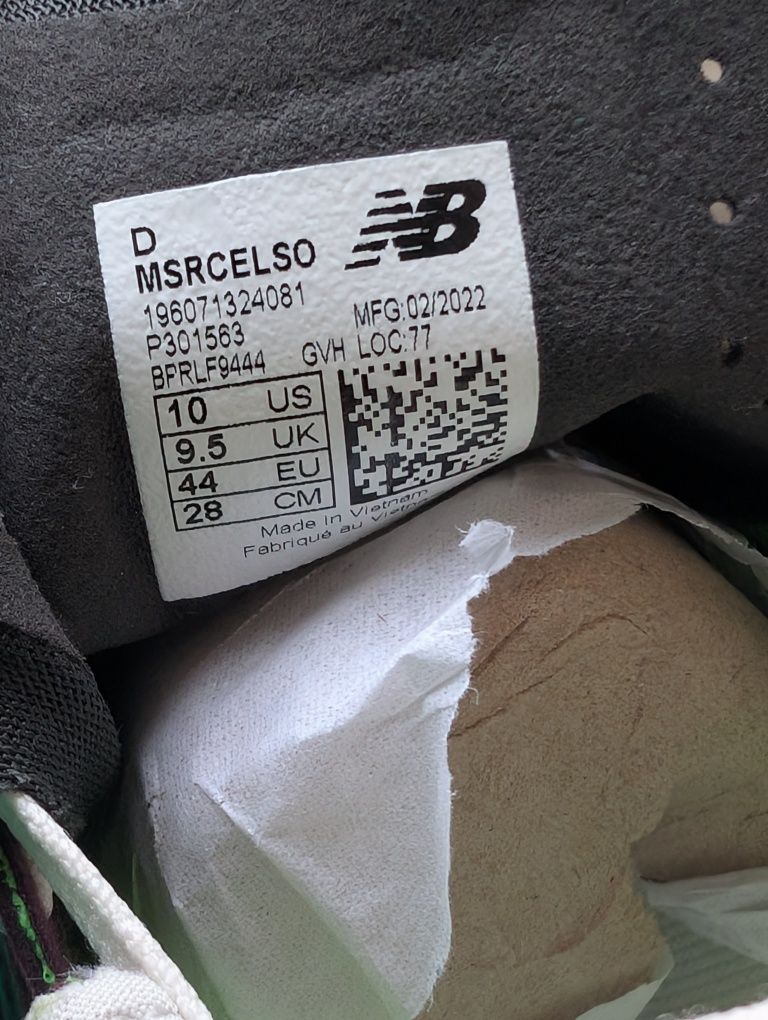 D
MSRCELSO
NB
196071324081
MFG:02/2022
P301563
GVH LOC:77
BPRLF9444
10 US
9.5 UK
44 EU
28 CM
Made in Vietnam
Fabriqué au Vietnam